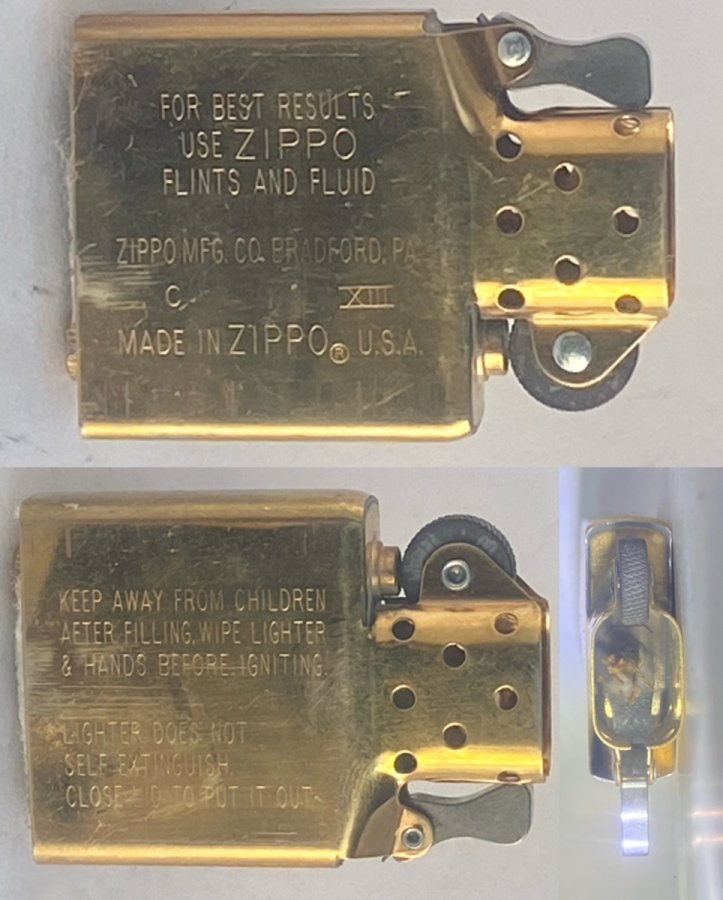 FOR BEST RESULTS
USE ZIPPO
FLINTS AND FLUID
ZIPPO MFG. CO. BRADFORD, PA.
C XIII
MADE IN ZIPPO® U.S.A.
KEEP AWAY FROM CHILDREN
AFTER FILLING, WIPE LIGHTER
& HANDS BEFORE IGNITING.
LIGHTER DOES NOT
SELF EXTINGUISH.
CLOSE LID TO PUT IT OUT.